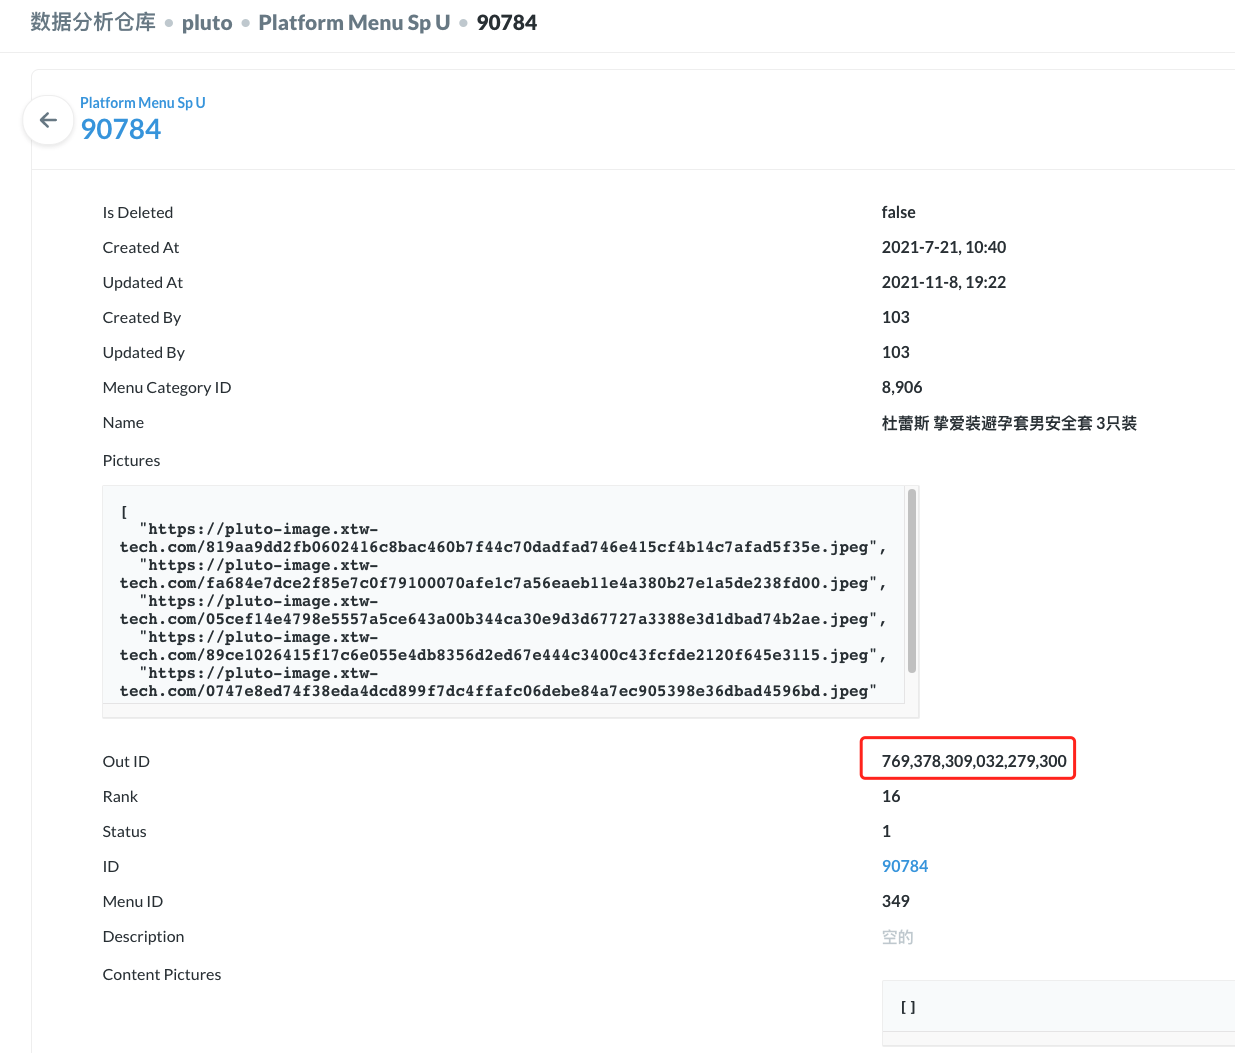 数据分析仓库 • pluto • Platform Menu Sp U • 90784
Platform Menu Sp U
90784
Is Deleted false
Created At 2021-7-21, 10:40
Updated At 2021-11-8, 19:22
Created By 103
Updated By 103
Menu Category ID 8,906
Name 杜蕾斯 挚爱装避孕套男安全套 3只装
Pictures
[
"https://pluto-image.xtw-
tech.com/819aa9dd2fb0602416c8bac460b7f44c70dadfad746e415cf4b14c7afad5f35e.jpeg",
"https://pluto-image.xtw-
tech.com/fa684e7dce2f85e7c0f79100070afe1c7a56eaeb11e4a380b27e1a5de238fd00.jpeg",
"https://pluto-image.xtw-
tech.com/05cef14e4798e5557a5ce643a00b344ca30e9d3d67727a3388e3d1dbad74b2ae.jpeg",
"https://pluto-image.xtw-
tech.com/89ce1026415f17c6e055e4db8356d2ed67e444c3400c43fcfde2120f645e3115.jpeg",
"https://pluto-image.xtw-
tech.com/0747e8ed74f38eda4dcd899f7dc4ffafc06debe84a7ec905398e36dbad4596bd.jpeg"
Out ID 769,378,309,032,279,300
Rank 16
Status 1
ID 90784
Menu ID 349
Description 空的
Content Pictures
[]